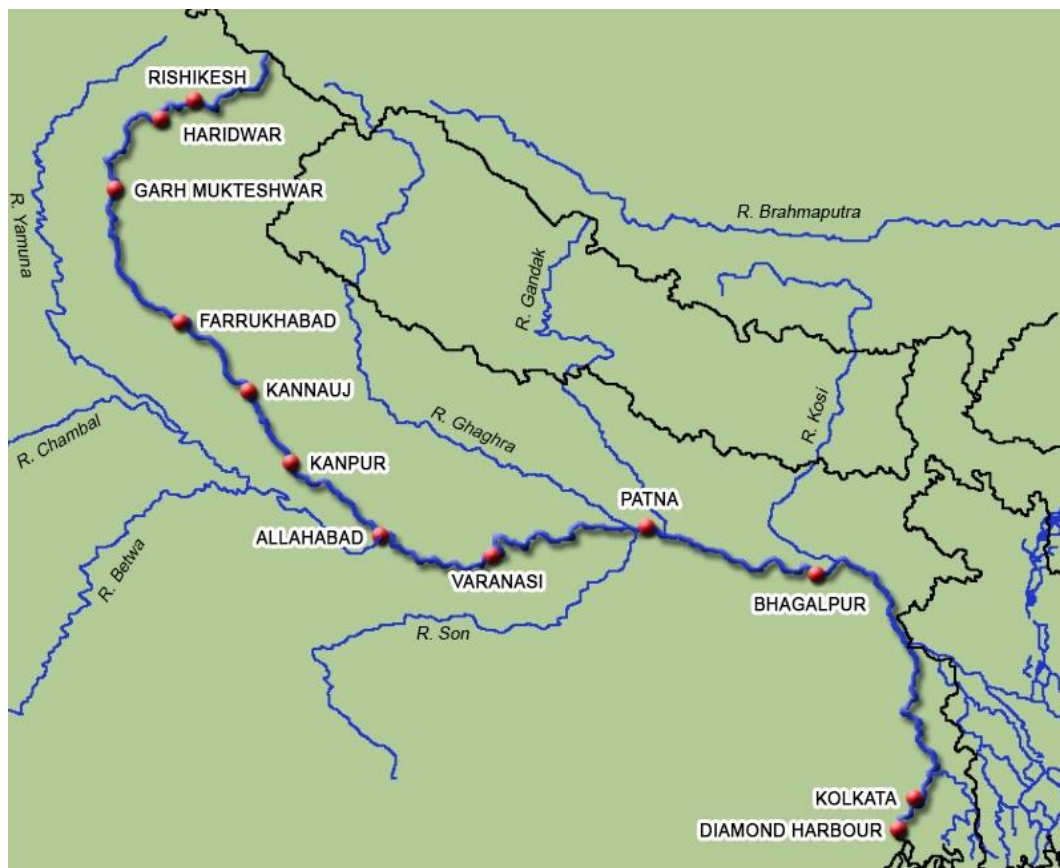 RISHIKESH
HARIDWAR
GARH MUKTESHWAR
R. Yamuna
R. Brahmaputra
R. Gandak
FARRUKHABAD
KANNAUJ
R. Chambal
R. Ghaghra
R. Kosi
KANPUR
PATNA
ALLAHABAD
R. Betwa
VARANASI
BHAGALPUR
R. Son
KOLKATA
DIAMOND HARBOUR